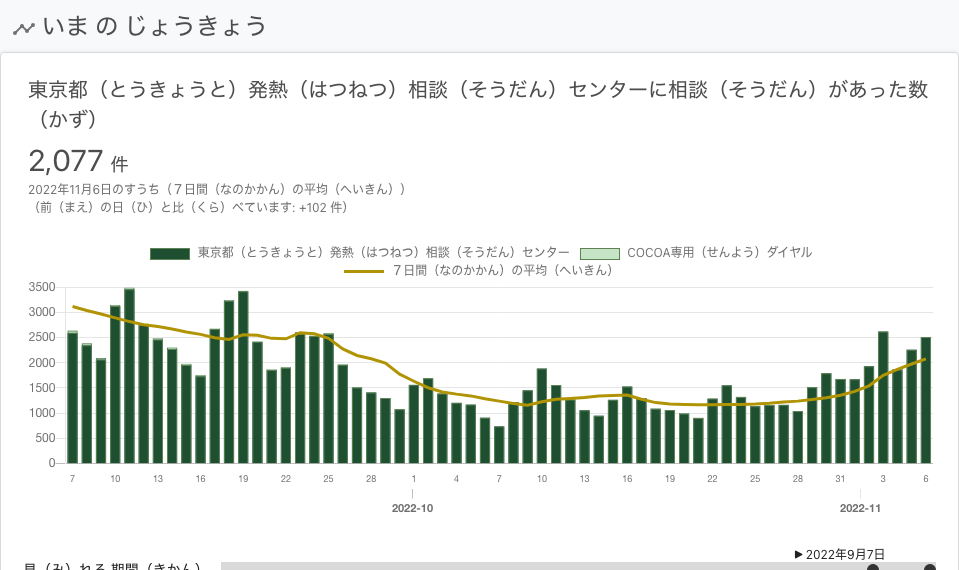 いま の じょうきょう
東京都（とうきょうと）発熱（はつねつ）相談（そうだん）センターに相談（そうだん）があった数
（かず）
2,077 件
2022年11月6日のすうち（７日間（なのかかん）の平均（へいきん））
（前（まえ）の日（ひ）と比（くら）べています: +102 件）
東京都（とうきょうと）発熱（はつねつ）相談（そうだん）センター COCOA専用（せんよう）ダイヤル
７日間（なのかかん）の平均（へいきん）
3500
3000
2500
2000
1500
1000
500
0
7 10 13 16 19 22 25 28 1 4 7 10 13 16 19 22 25 28 31 3 6
2022-10 2022-11
▶ 2022年9月7日
見（み）れる 期間（きかん）